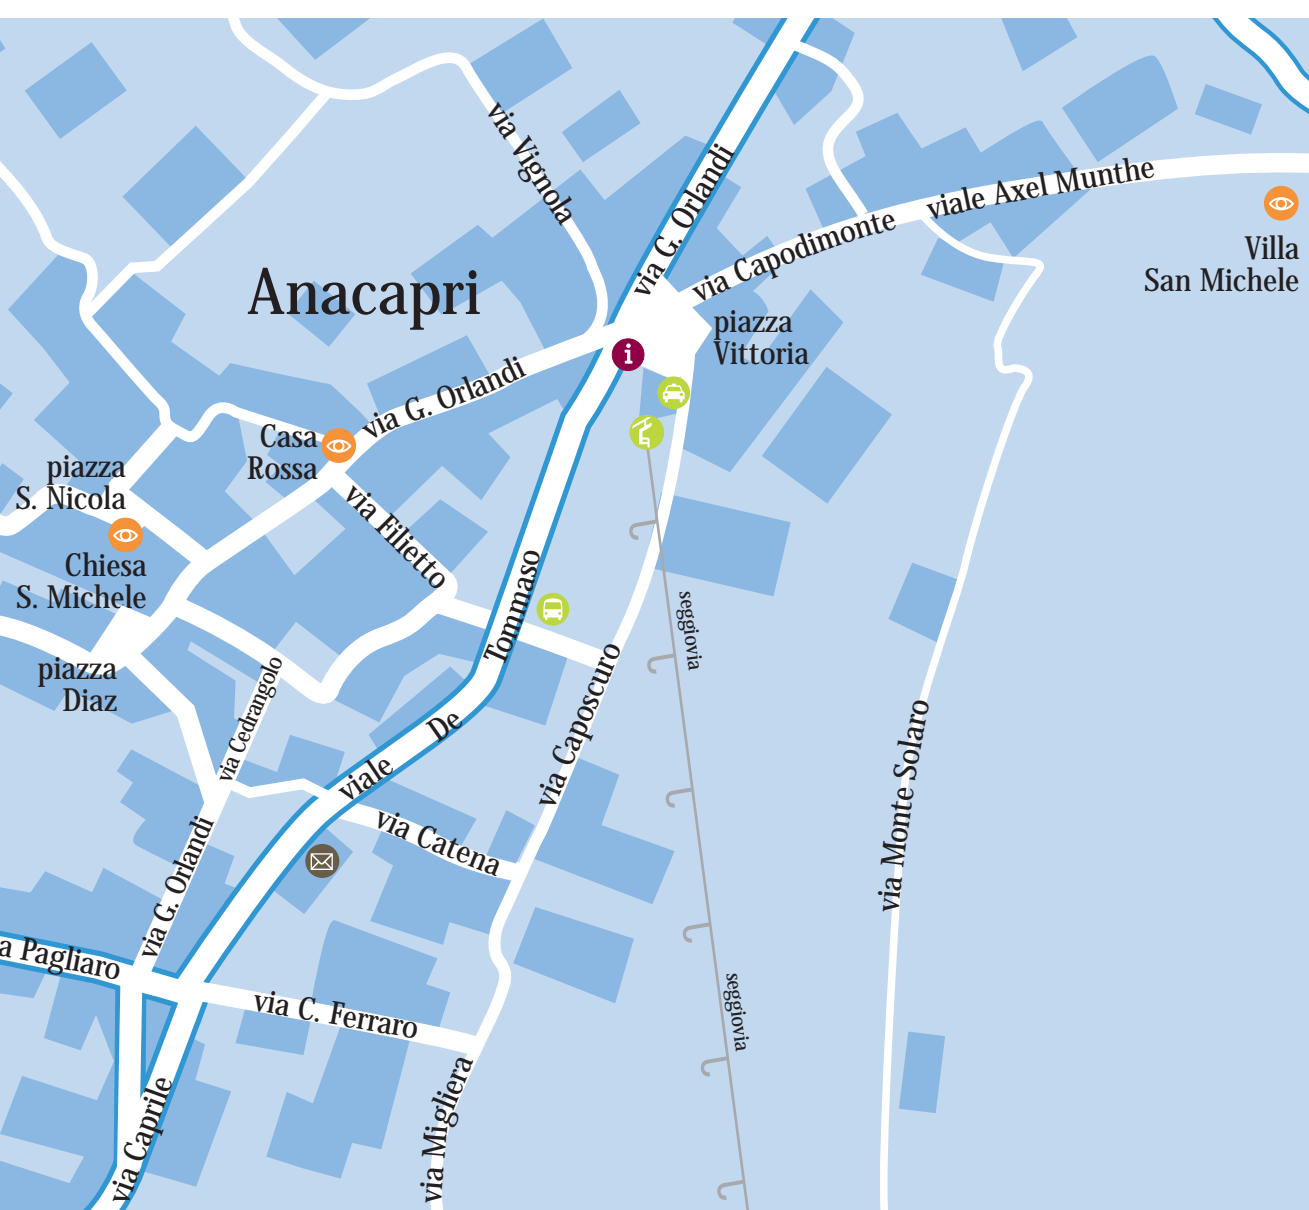 via Vignola
via G. Orlandi
via Capodimonte
viale Axel Munthe
Villa
San Michele
Anacapri
piazza
Vittoria
i
via G. Orlandi
Casa
Rossa
piazza
S. Nicola
via Filietto
Chiesa
S. Michele
seggiovia
piazza
Diaz
via Cedrangolo
viale De Tommaso
via Caposcuro
via Monte Solaro
via Catena
via G. Orlandi
a Pagliaro
via C. Ferraro
seggiovia
via Caprile
via Migliera